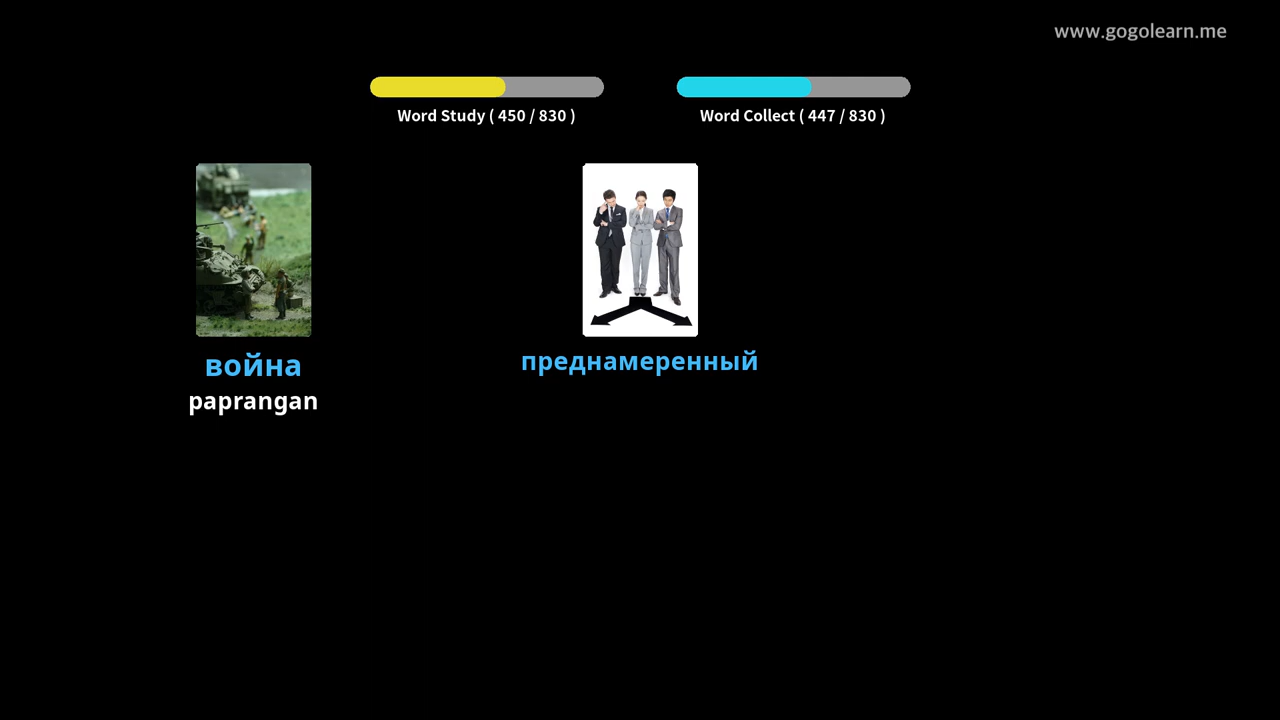 www.gogolearn.me
Word Study ( 450 / 830 )
Word Collect ( 447 / 830 )
война
paprangan
преднамеренный